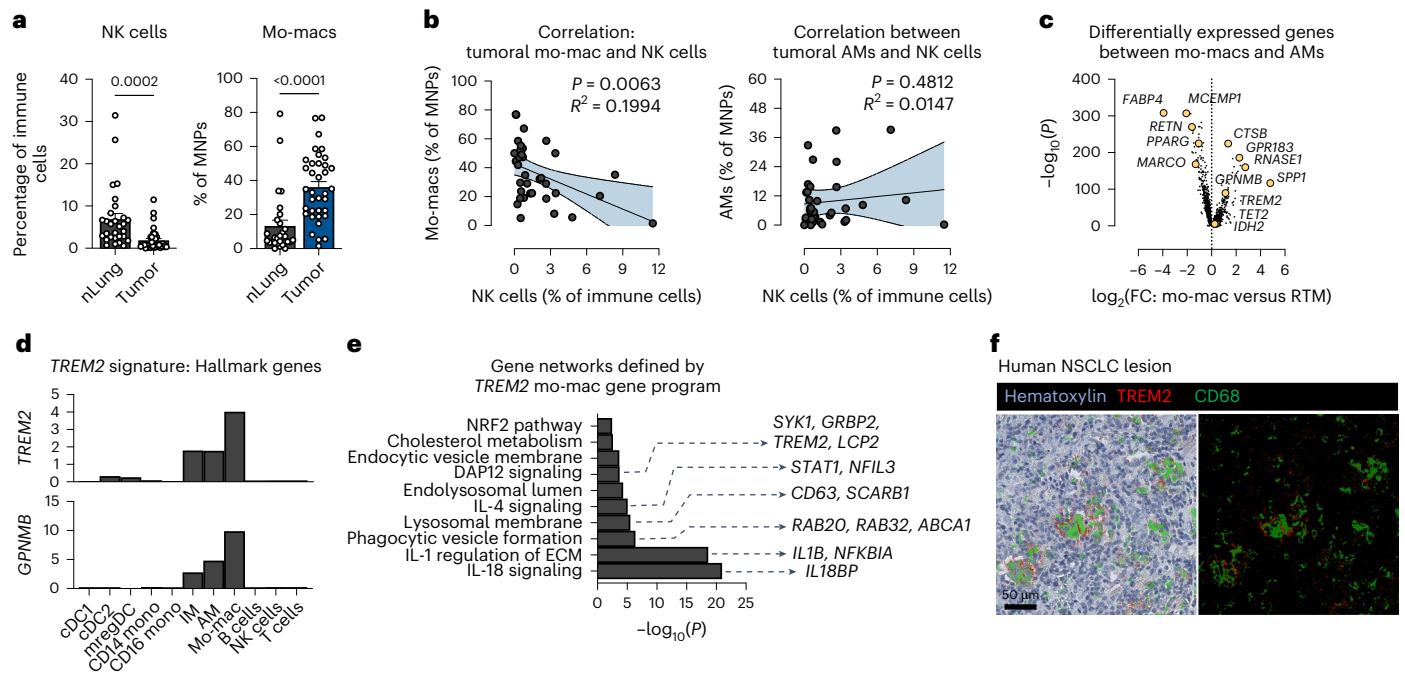 a
NK cells
Mo-macs
Percentage of immune
cells
40
30
20
10
0
0.0002
nLung
Tumor
% of MNPs
100
80
60
40
20
0
<0.0001
nLung
Tumor
b
Correlation:
tumoral mo-mac and NK cells
Mo-macs (% of MNPs)
100
80
60
40
20
0
P = 0.0063
R2 = 0.1994
0 3 6 9 12
NK cells (% of immune cells)
Correlation between
tumoral AMs and NK cells
AMs (% of MNPs)
60
48
36
24
12
0
P = 0.4812
R2 = 0.0147
0 3 6 9 12
NK cells (% of immune cells)
c
Differentially expressed genes
between mo-macs and AMs
−log10(P)
400
300
200
100
0
FABP4
MCEMP1
RETN
CTSB
PPARG
GPR183
MARCO
RNASE1
GPNMB
SPP1
TREM2
TET2
IDH2
−6 −4 −2 0 2 4 6
log2(FC: mo-mac versus RTM)
d
TREM2 signature: Hallmark genes
TREM2
5
4
3
2
1
0
GPNMB
15
10
5
0
cDC1
cDC2
mregDC
CD14 mono
CD16 mono
IM
AM
Mo-mac
B cells
NK cells
T cells
e
Gene networks defined by
TREM2 mo-mac gene program
NRF2 pathway
Cholesterol metabolism
Endocytic vesicle membrane
DAP12 signaling
Endolysosomal lumen
IL-4 signaling
Lysosomal membrane
Phagocytic vesicle formation
IL-1 regulation of ECM
IL-18 signaling
SYK1, GRBP2,
TREM2, LCP2
STAT1, NFIL3
CD63, SCARB1
RAB20, RAB32, ABCA1
IL1B, NFKBIA
IL18BP
0 5 10 15 20 25
−log10(P)
f
Human NSCLC lesion
Hematoxylin TREM2 CD68
50 µm